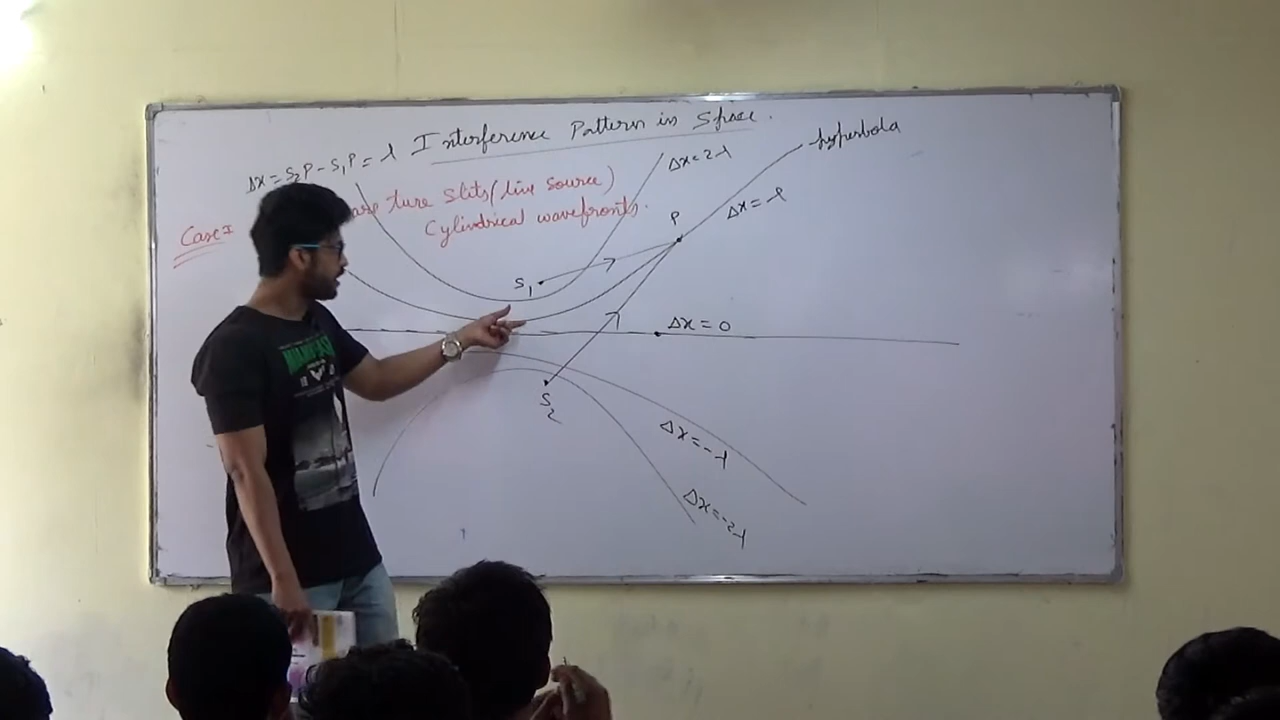 Interference Pattern in Space.
Δx = S₂P - S₁P = λ
Case I
are ture Slits (line source)
Cylindrical wavefronts.
Δx=2λ
hyperbola
Δx=λ
P
S₁
Δx=0
S₂
Δx=-λ
Δx=-2λ